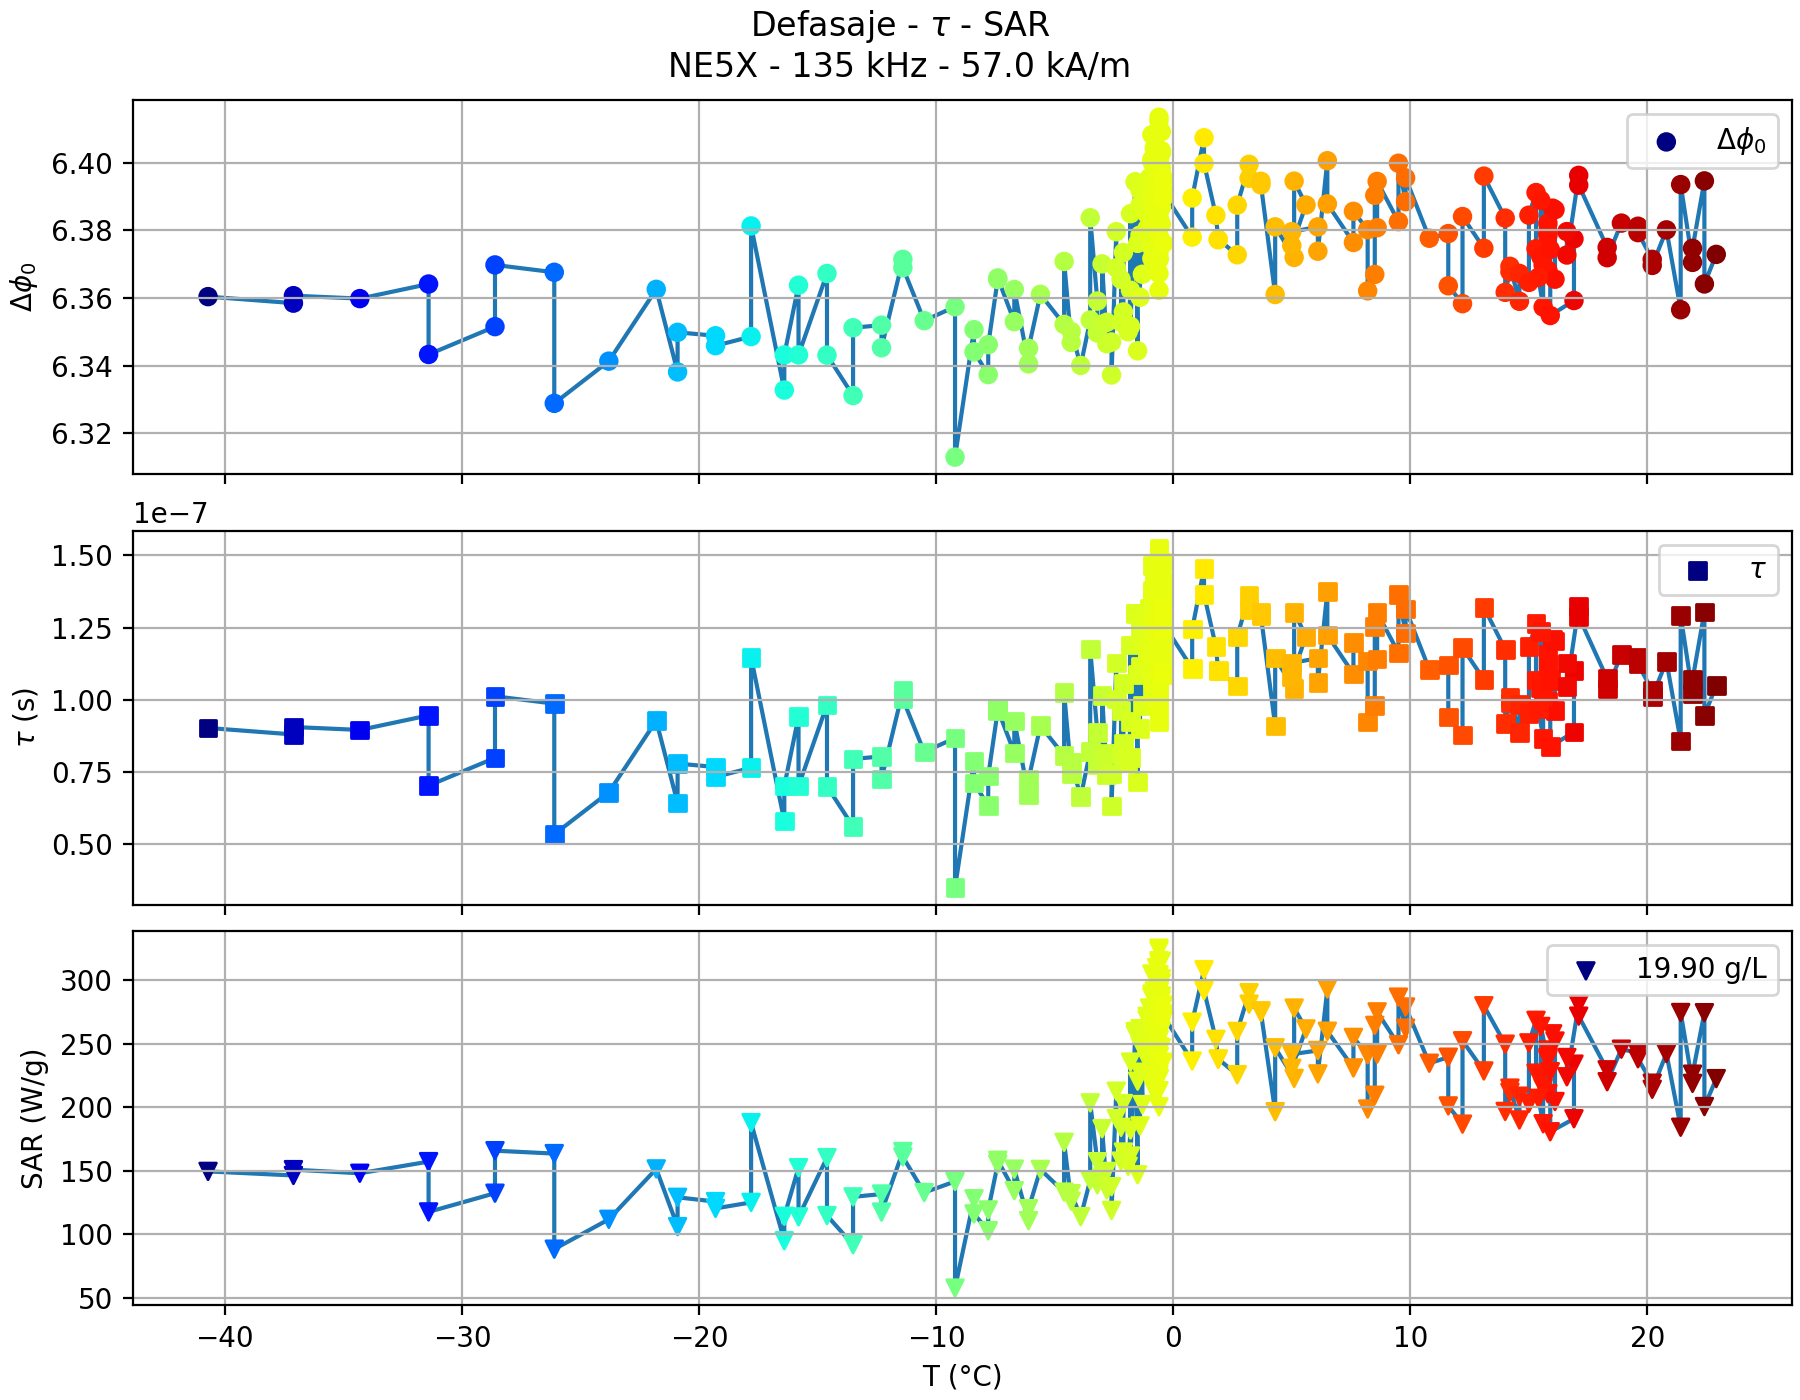 Defasaje - τ - SAR
NE5X - 135 kHz - 57.0 kA/m
6.40
6.38
6.36
6.34
6.32
Δϕ₀
Δϕ₀
1e−7
1.50
1.25
1.00
0.75
0.50
τ (s)
τ
300
250
200
150
100
50
SAR (W/g)
19.90 g/L
−40
−30
−20
−10
0
10
20
T (°C)